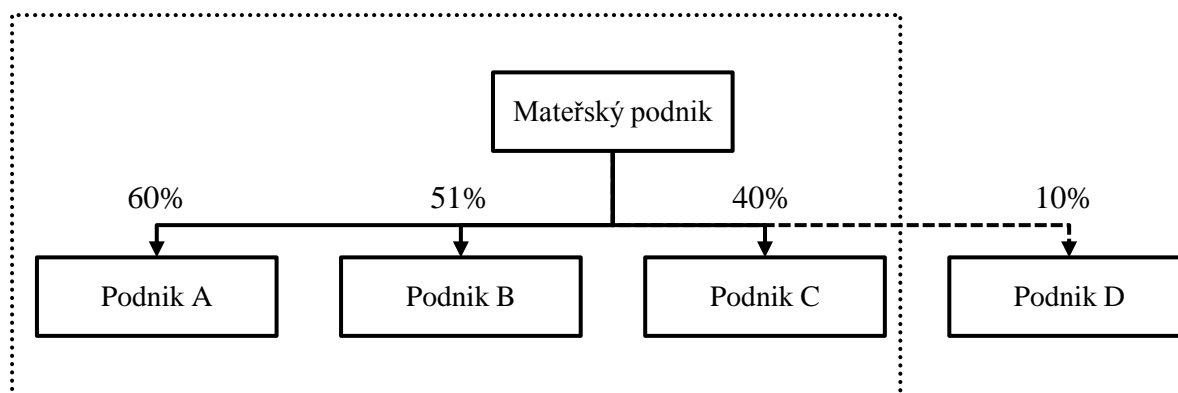 Mateřský podnik
60%
51%
40%
10%
Podnik A
Podnik B
Podnik C
Podnik D